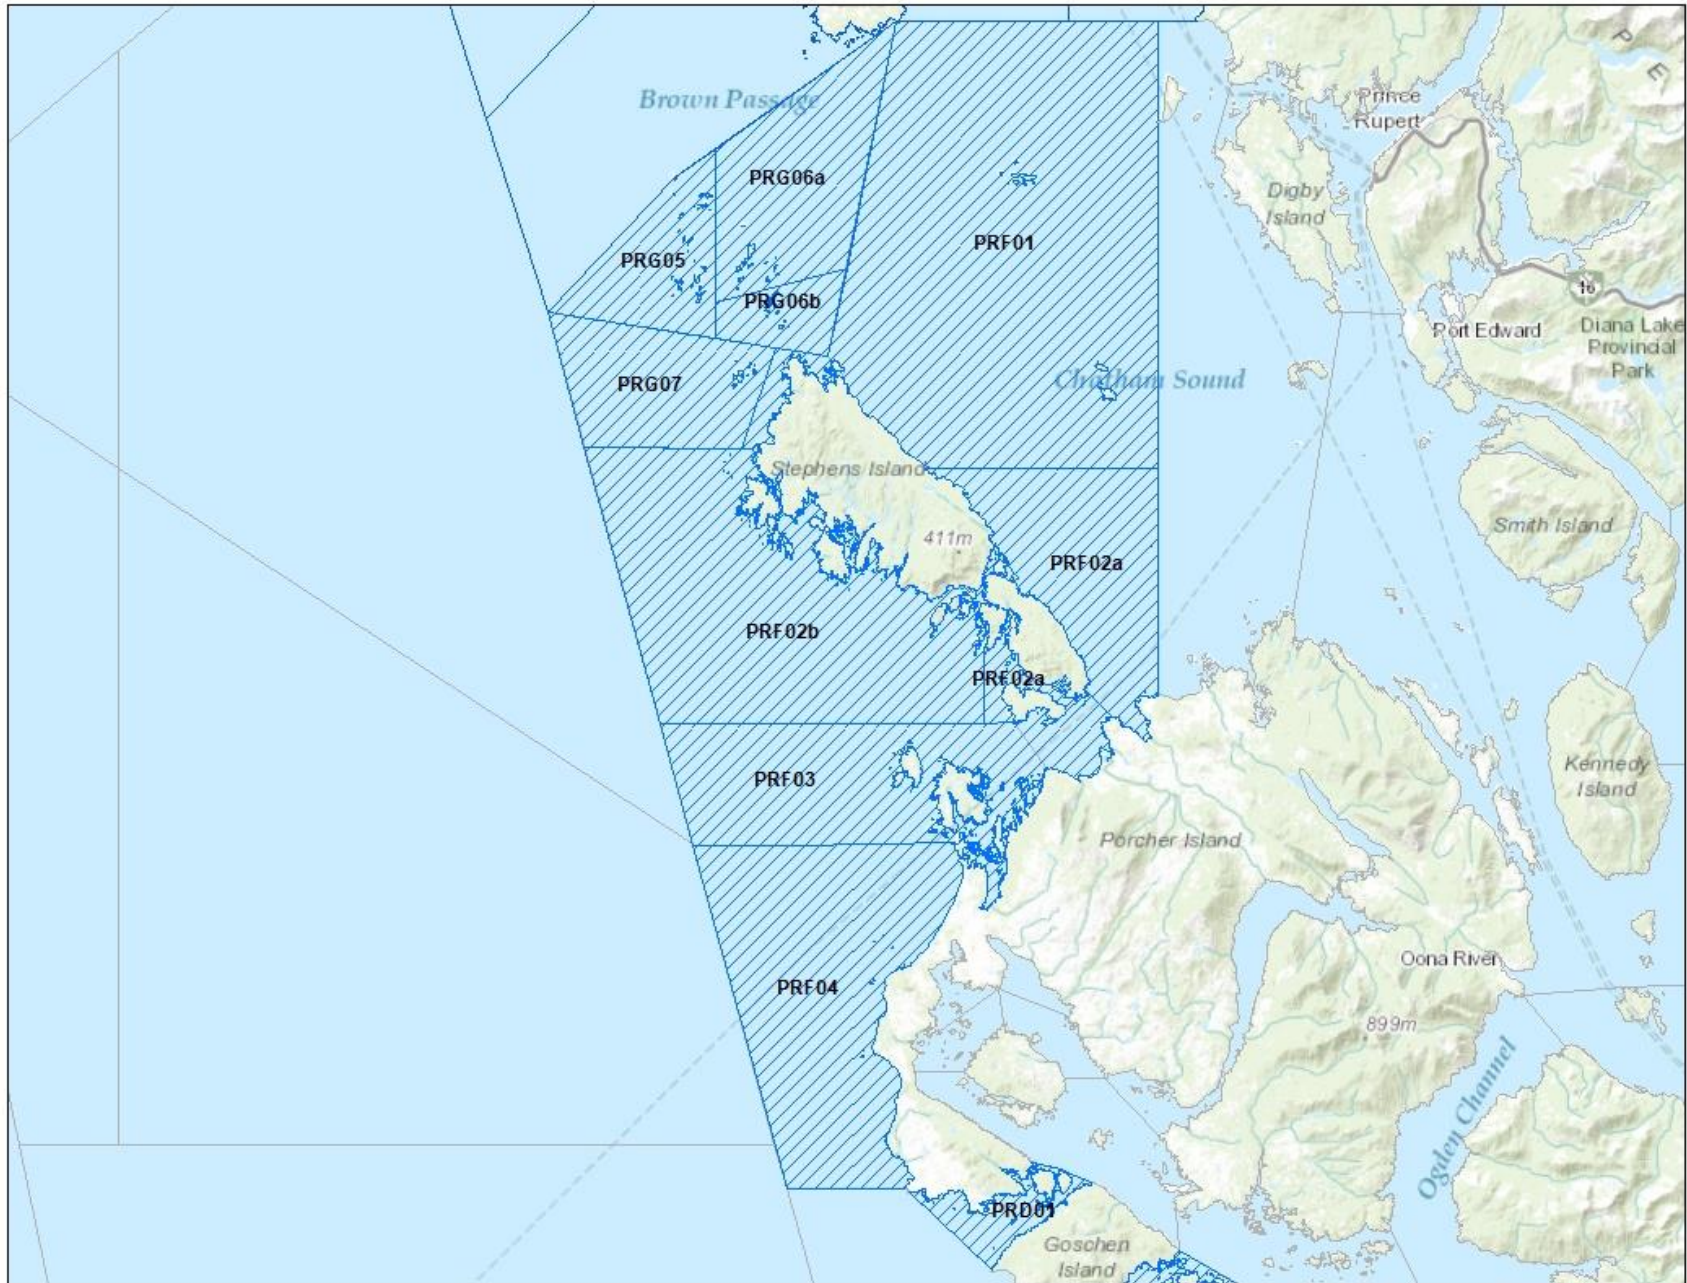 P
E
Brown Passage
Prince
Rupert
PRG06a
Digby
Island
PRF01
PRG05
PRG06b
16
Port Edward
Diana Lake
Provincial
Park
PRG07
Chatham Sound
Stephens Island
Smith Island
411m
PRF02a
PRF02b
PRF02a
Kennedy
Island
PRF03
Porcher Island
Oona River
PRF04
899m
Ogden Channel
PRD01
Goschen
Island